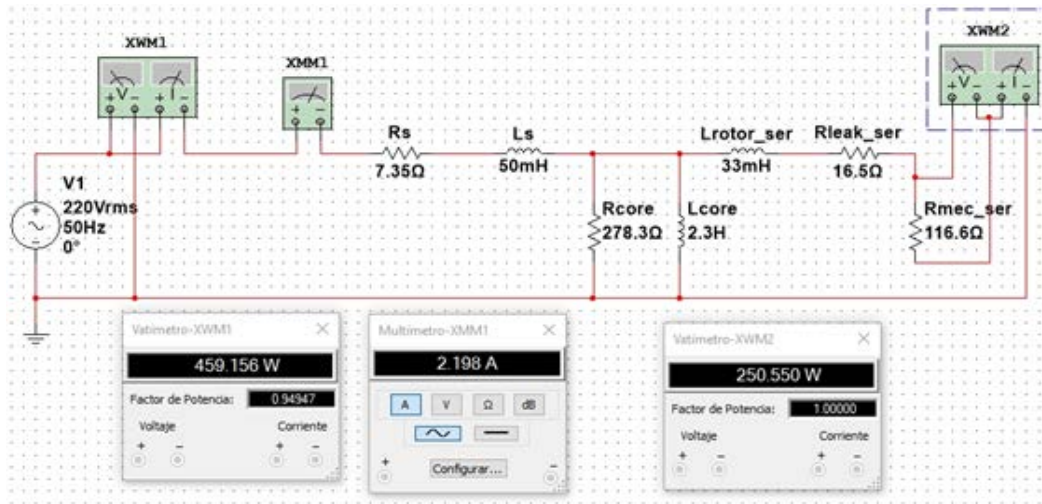 XWM1
XMM1
XWM2
V
I
V
I
+ − + −
+ −
+ − + −
Rs
7.35Ω
Ls
50mH
Lrotor_ser
33mH
Rleak_ser
16.5Ω
V1
220Vrms
50Hz
0°
Rcore
278.3Ω
Lcore
2.3H
Rmec_ser
116.6Ω
Vatímetro-XWM1
459.156 W
Factor de Potencia: 0.94947
Voltaje Corriente
+ − + −
Multímetro-XMM1
2.198 A
A V Ω dB
+ Configurar... −
Vatímetro-XWM2
250.550 W
Factor de Potencia: 1.00000
Voltaje Corriente
+ − + −